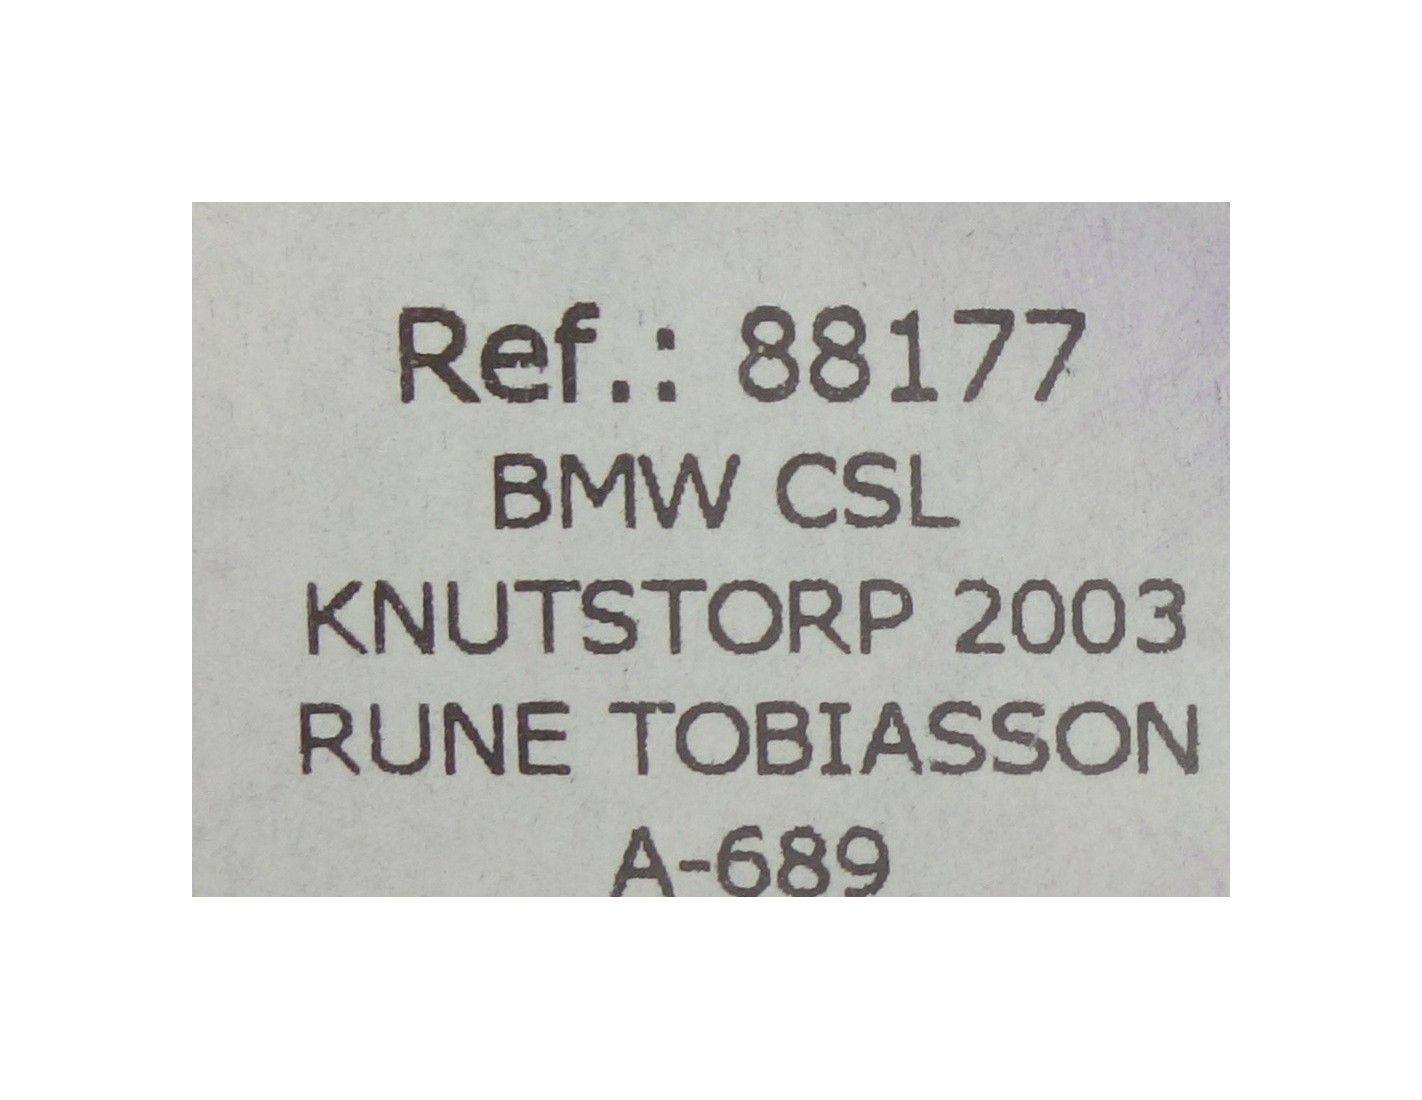 Ref.: 88177
BMW CSL
KNUTSTORP 2003
RUNE TOBIASSON
A-689